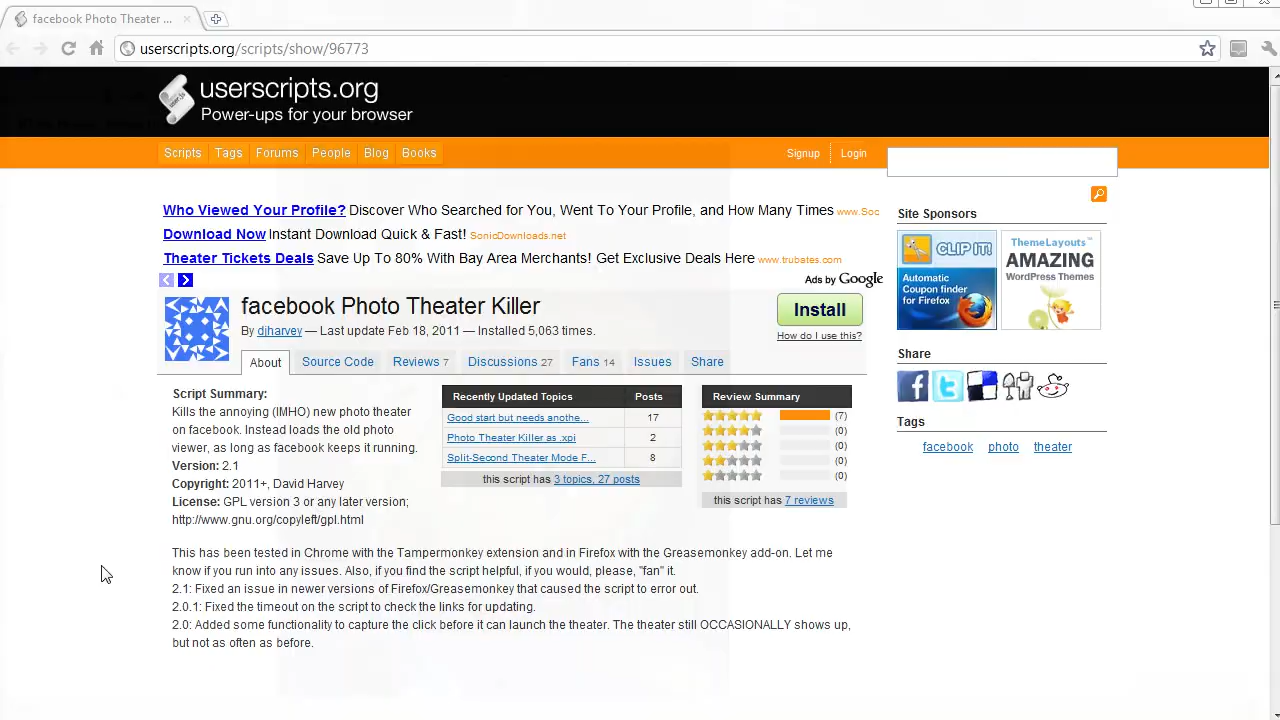 facebook Photo Theater ...
userscripts.org/scripts/show/96773
userscripts.org
Power-ups for your browser
Scripts Tags Forums People Blog Books Signup Login
Who Viewed Your Profile? Discover Who Searched for You, Went To Your Profile, and How Many Times www.Soc
Download Now Instant Download Quick & Fast! SonicDownloads.net
Theater Tickets Deals Save Up To 80% With Bay Area Merchants! Get Exclusive Deals Here www.trubates.com
Ads by Google
facebook Photo Theater Killer
By djharvey — Last update Feb 18, 2011 — Installed 5,063 times.
Install
How do I use this?
About Source Code Reviews 7 Discussions 27 Fans 14 Issues Share
Script Summary:
Kills the annoying (IMHO) new photo theater
on facebook. Instead loads the old photo
viewer, as long as facebook keeps it running.
Version: 2.1
Copyright: 2011+, David Harvey
License: GPL version 3 or any later version;
http://www.gnu.org/copyleft/gpl.html
Recently Updated Topics Posts
Good start but needs anothe... 17
Photo Theater Killer as .xpi 2
Split-Second Theater Mode F... 8
this script has 3 topics, 27 posts
Review Summary
(7)
(0)
(0)
(0)
(0)
this script has 7 reviews
This has been tested in Chrome with the Tampermonkey extension and in Firefox with the Greasemonkey add-on. Let me
know if you run into any issues. Also, if you find the script helpful, if you would, please, "fan" it.
2.1: Fixed an issue in newer versions of Firefox/Greasemonkey that caused the script to error out.
2.0.1: Fixed the timeout on the script to check the links for updating.
2.0: Added some functionality to capture the click before it can launch the theater. The theater still OCCASIONALLY shows up,
but not as often as before.
Site Sponsors
CLIP IT!
Automatic
Coupon finder
for Firefox
ThemeLayouts™
AMAZING
WordPress Themes
Share
Tags
facebook photo theater